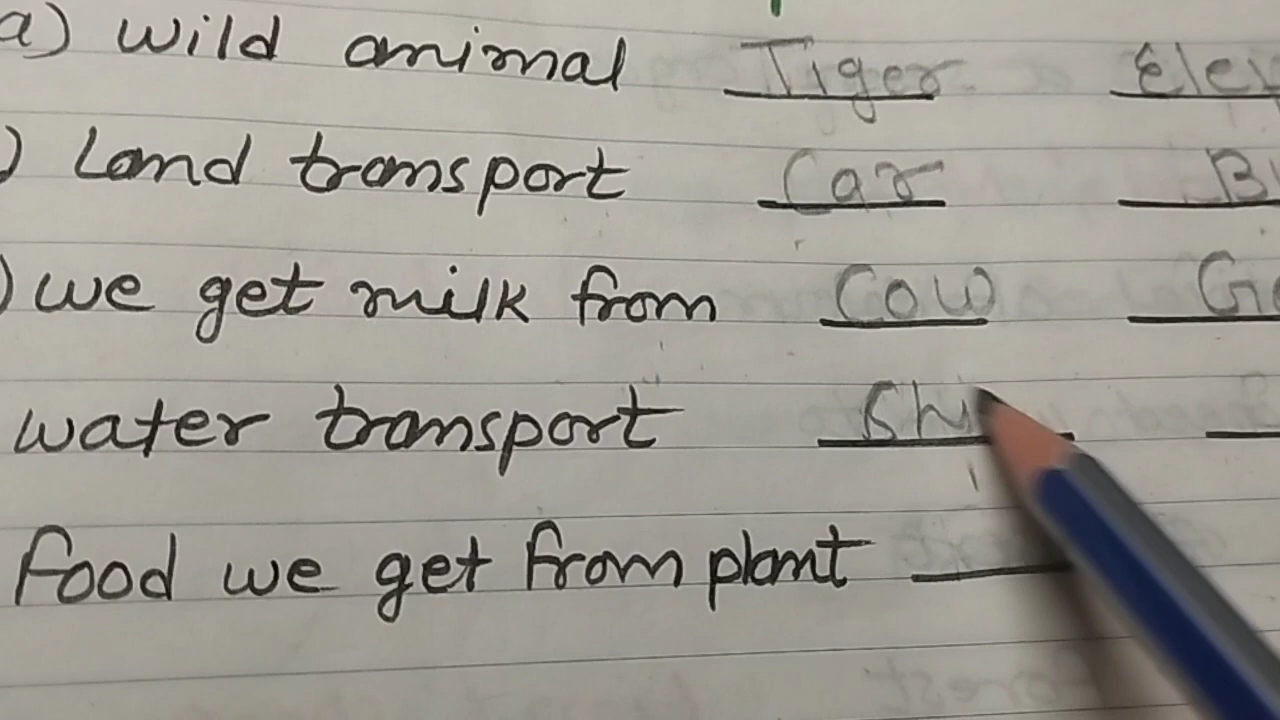 a) wild animal Tiger
) Land transport Car
) we get milk from Cow
water transport
food we get from plant